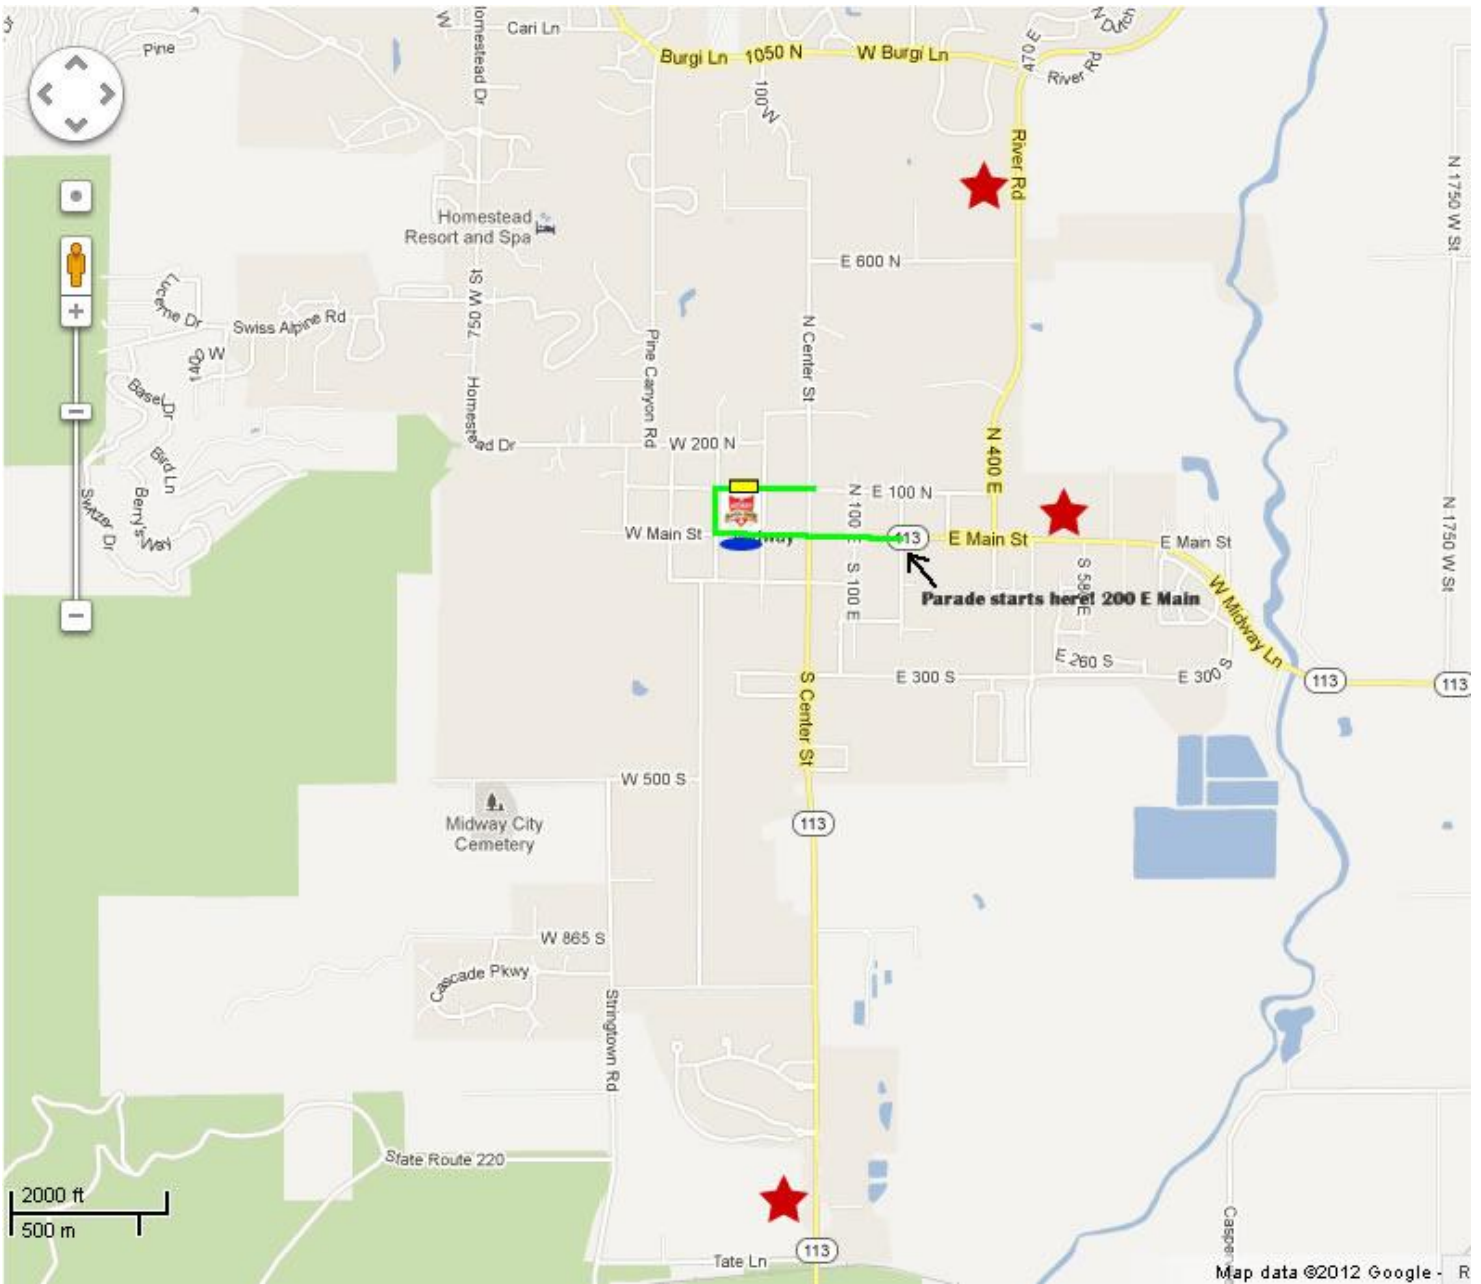 Pine
W
Homestead Dr
Cari Ln
Burgi Ln
1050 N
W Burgi Ln
470 E
N Dutch
River Rd
100 W
River Rd
N 1750 W St
Homestead
Resort and Spa
E 600 N
Lucerne Dr
Swiss Alpine Rd
750 W St
Pine Canyon Rd
N Center St
Basel Dr
Homestead Dr
W 200 N
N 400 E
Bird Ln
Berry's Way
Switzer Dr
N 100 E
E 100 N
W Main St
113
E Main St
E Main St
N 1750 W St
S 100 E
Parade starts here! 200 E Main
W Midway Ln
E 260 S
E 300 S
E 300 S
113
113
S Center St
W 500 S
113
Midway City
Cemetery
W 865 S
Cascade Pkwy
Stringtown Rd
State Route 220
2000 ft
500 m
Tate Ln
113
Map data ©2012 Google -